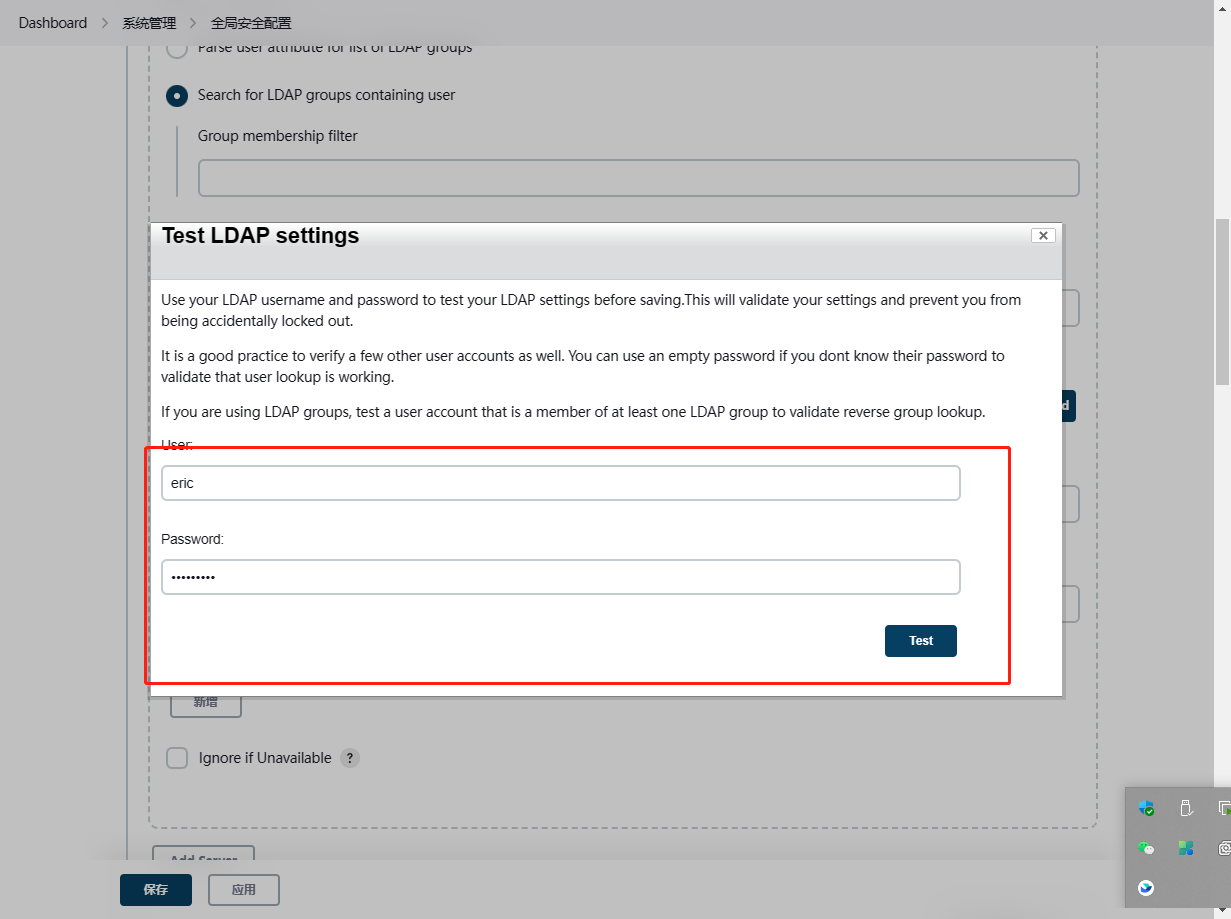 Dashboard > 系统管理 > 全局安全配置
Parse user attribute for list of LDAP groups
Search for LDAP groups containing user
Group membership filter
Test LDAP settings
Use your LDAP username and password to test your LDAP settings before saving.This will validate your settings and prevent you from
being accidentally locked out.
It is a good practice to verify a few other user accounts as well. You can use an empty password if you dont know their password to
validate that user lookup is working.
If you are using LDAP groups, test a user account that is a member of at least one LDAP group to validate reverse group lookup.
d
User:
eric
Password:
•••••••••
Test
新增
Ignore if Unavailable ?
Add Server
保存 应用